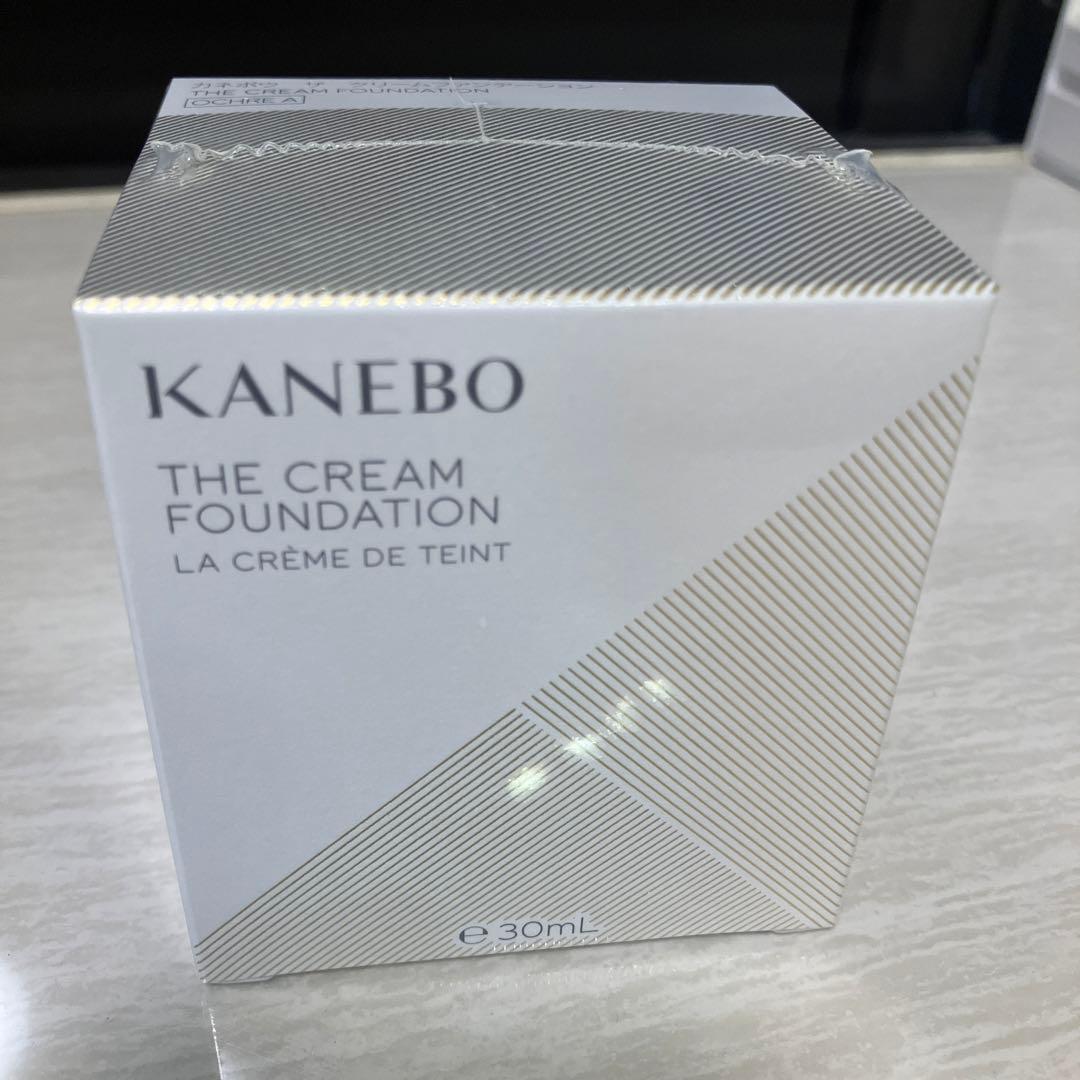 カネボウ ザ クリームファンデーション
THE CREAM FOUNDATION
OCHRE A
KANEBO
THE CREAM
FOUNDATION
LA CRÈME DE TEINT
℮ 30mL